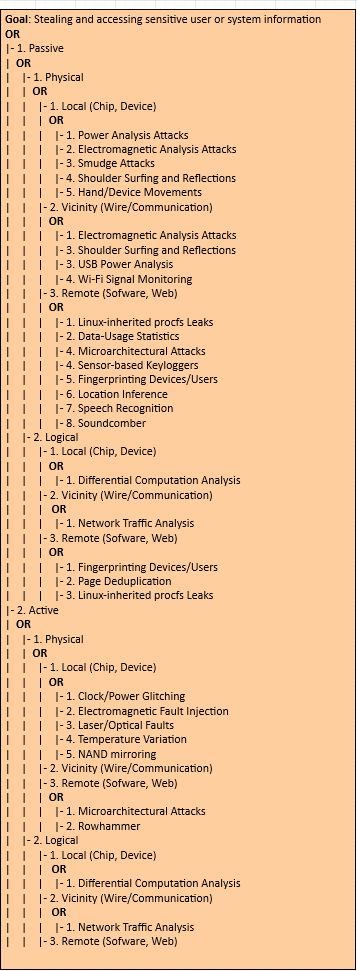 Goal: Stealing and accessing sensitive user or system information
OR
|- 1. Passive
| OR
| |- 1. Physical
| | OR
| | |- 1. Local (Chip, Device)
| | | OR
| | | |- 1. Power Analysis Attacks
| | | |- 2. Electromagnetic Analysis Attacks
| | | |- 3. Smudge Attacks
| | | |- 4. Shoulder Surfing and Reflections
| | | |- 5. Hand/Device Movements
| | |- 2. Vicinity (Wire/Communication)
| | | OR
| | | |- 1. Electromagnetic Analysis Attacks
| | | |- 3. Shoulder Surfing and Reflections
| | | |- 3. USB Power Analysis
| | | |- 4. Wi-Fi Signal Monitoring
| | |- 3. Remote (Sofware, Web)
| | | OR
| | | |- 1. Linux-inherited procfs Leaks
| | | |- 2. Data-Usage Statistics
| | | |- 4. Microarchitectural Attacks
| | | |- 4. Sensor-based Keyloggers
| | | |- 5. Fingerprinting Devices/Users
| | | |- 6. Location Inference
| | | |- 7. Speech Recognition
| | | |- 8. Soundcomber
| |- 2. Logical
| | |- 1. Local (Chip, Device)
| | | OR
| | | |- 1. Differential Computation Analysis
| | |- 2. Vicinity (Wire/Communication)
| | | OR
| | | |- 1. Network Traffic Analysis
| | |- 3. Remote (Sofware, Web)
| | | OR
| | | |- 1. Fingerprinting Devices/Users
| | | |- 2. Page Deduplication
| | | |- 3. Linux-inherited procfs Leaks
|- 2. Active
| OR
| |- 1. Physical
| | OR
| | |- 1. Local (Chip, Device)
| | | OR
| | | |- 1. Clock/Power Glitching
| | | |- 2. Electromagnetic Fault Injection
| | | |- 3. Laser/Optical Faults
| | | |- 4. Temperature Variation
| | | |- 5. NAND mirroring
| | |- 2. Vicinity (Wire/Communication)
| | |- 3. Remote (Sofware, Web)
| | | OR
| | | |- 1. Microarchitectural Attacks
| | | |- 2. Rowhammer
| |- 2. Logical
| | |- 1. Local (Chip, Device)
| | | OR
| | | |- 1. Differential Computation Analysis
| | |- 2. Vicinity (Wire/Communication)
| | | OR
| | | |- 1. Network Traffic Analysis
| | |- 3. Remote (Sofware, Web)